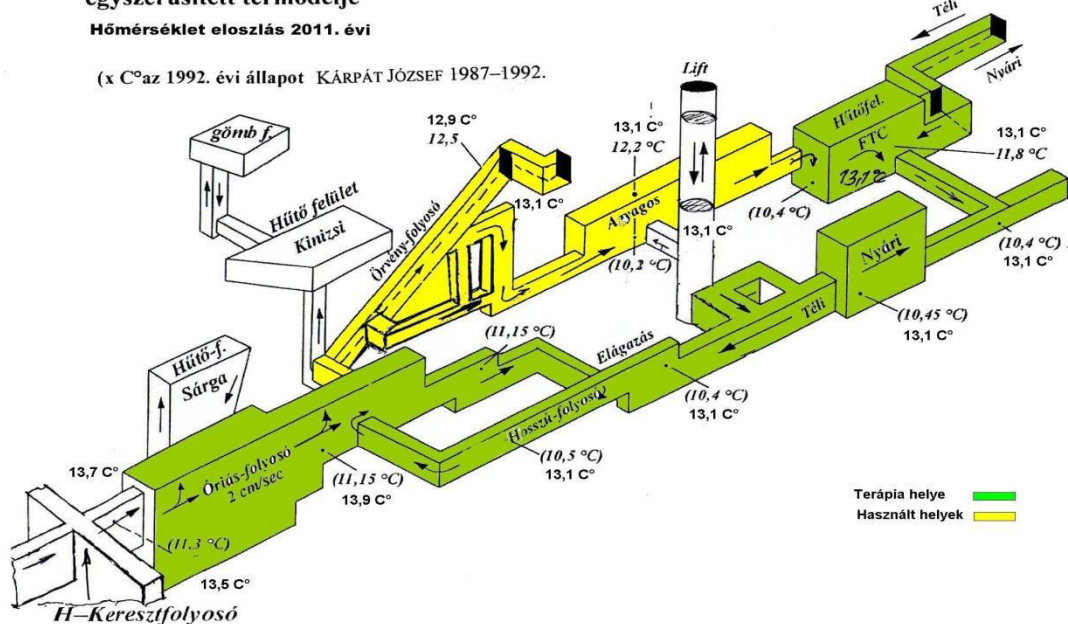 egyszerűsített termodelje
Hőmérséklet eloszlás 2011. évi
(x C°az 1992. évi állapot KÁRPÁT JÓZSEF 1987–1992.
Téli
Nyári
Lift
gömb f.
12,9 C°
12,5
13,1 C°
12,2 °C
Hűtőfel.
FTC
13,1°C
13,1 C°
11,8 °C
(10,4 °C)
Hűtő felület
Kinizsi
Örvény-folyosó
13,1 C°
Agyagos
13,1 C°
(10,2 °C)
Nyári
(10,4 °C)
13,1 C°
(10,45 °C)
13,1 C°
Téli
(11,15 °C)
Elágazás
Hűtő-f.
Sárga
(10,4 °C)
13,1 C°
Hosszú-folyosó
(10,5 °C)
13,1 C°
13,7 C°
Óriás-folyosó
2 cm/sec
(11,15 °C)
13,9 C°
(11,3 °C)
13,5 C°
H–Keresztfolyosó
Terápia helye
Használt helyek